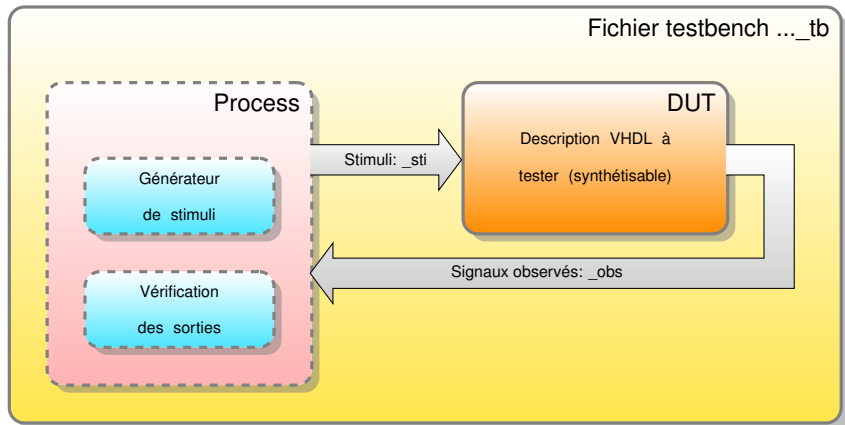 Fichier testbench ..._tb
Process
Générateur
de stimuli
Vérification
des sorties
Stimuli: _sti
DUT
Description VHDL à
tester (synthétisable)
Signaux observés: _obs